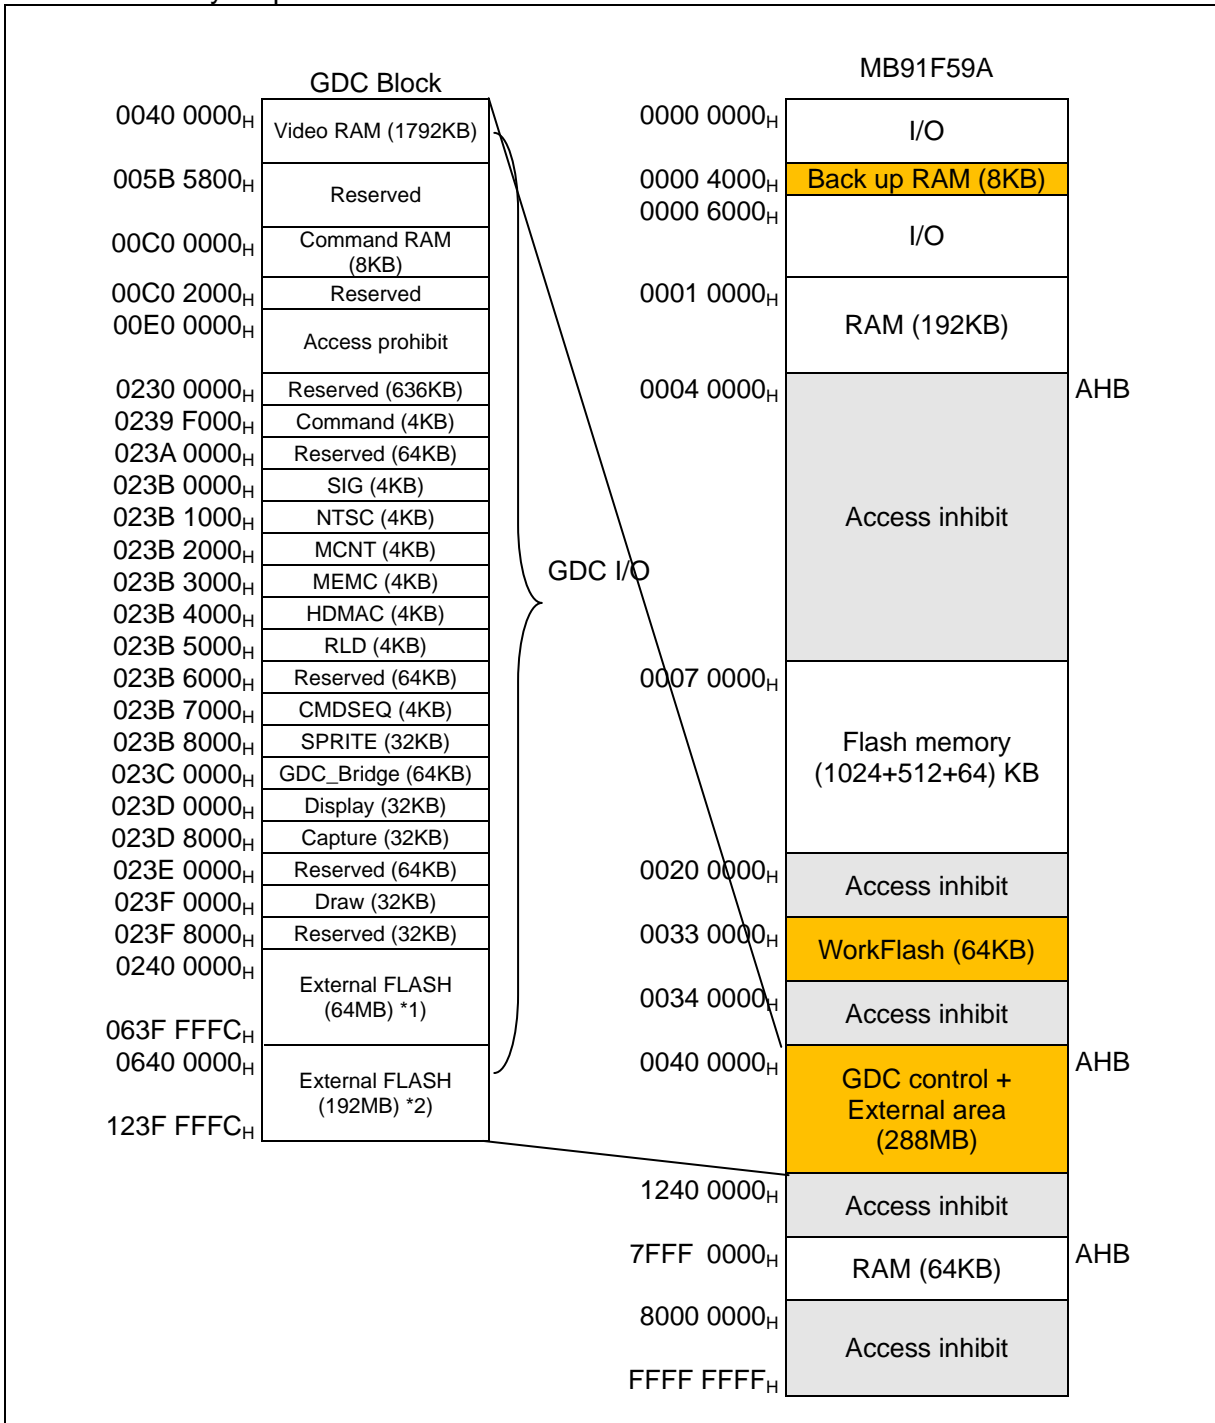 GDC Block
0040 0000H
Video RAM (1792KB)
005B 5800H
Reserved
00C0 0000H
Command RAM
(8KB)
00C0 2000H
Reserved
00E0 0000H
Access prohibit
0230 0000H
Reserved (636KB)
0239 F000H
Command (4KB)
023A 0000H
Reserved (64KB)
023B 0000H
SIG (4KB)
023B 1000H
NTSC (4KB)
023B 2000H
MCNT (4KB)
023B 3000H
MEMC (4KB)
023B 4000H
HDMAC (4KB)
023B 5000H
RLD (4KB)
023B 6000H
Reserved (64KB)
023B 7000H
CMDSEQ (4KB)
023B 8000H
SPRITE (32KB)
023C 0000H
GDC_Bridge (64KB)
023D 0000H
Display (32KB)
023D 8000H
Capture (32KB)
023E 0000H
Reserved (64KB)
023F 0000H
Draw (32KB)
023F 8000H
Reserved (32KB)
0240 0000H
External FLASH
(64MB) *1)
063F FFFCH
0640 0000H
External FLASH
(192MB) *2)
123F FFFCH
GDC I/O
MB91F59A
0000 0000H
I/O
0000 4000H
Back up RAM (8KB)
0000 6000H
I/O
0001 0000H
RAM (192KB)
0004 0000H
AHB
Access inhibit
0007 0000H
Flash memory
(1024+512+64) KB
0020 0000H
Access inhibit
0033 0000H
WorkFlash (64KB)
0034 0000H
Access inhibit
0040 0000H
AHB
GDC control +
External area
(288MB)
1240 0000H
Access inhibit
7FFF 0000H
AHB
RAM (64KB)
8000 0000H
Access inhibit
FFFF FFFFH